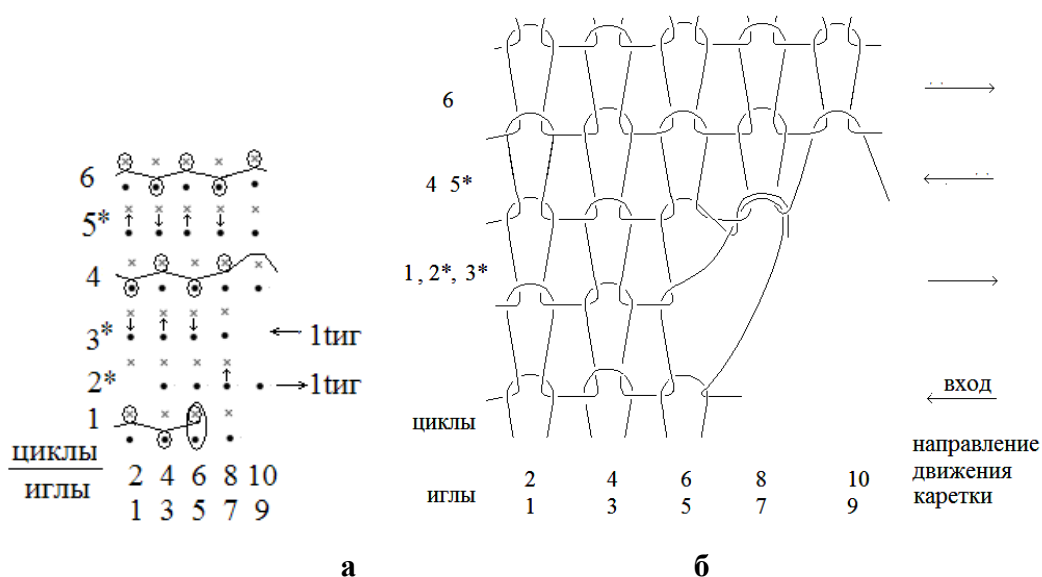 6
5*
4
3* 1tиг
2* 1tиг
1
циклы
иглы
2 4 6 8 10
1 3 5 7 9
а
6
4 5*
1, 2*, 3*
вход
циклы
направление
движения
каретки
2 4 6 8 10
иглы 1 3 5 7 9
б